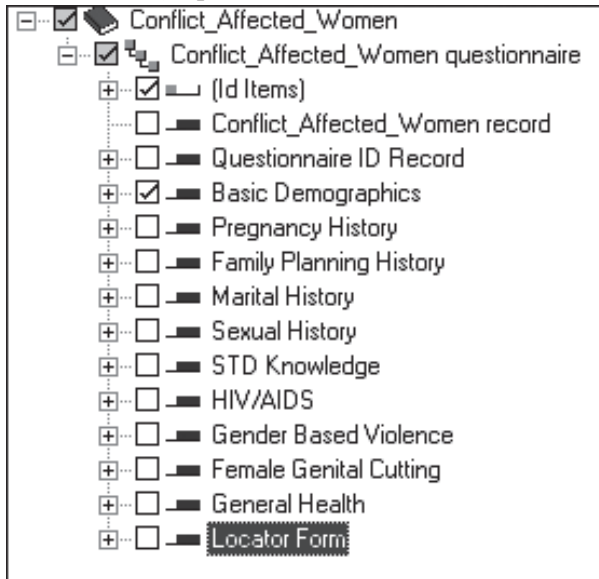 Conflict_Affected_Women
Conflict_Affected_Women questionnaire
(Id Items)
Conflict_Affected_Women record
Questionnaire ID Record
Basic Demographics
Pregnancy History
Family Planning History
Marital History
Sexual History
STD Knowledge
HIV/AIDS
Gender Based Violence
Female Genital Cutting
General Health
Locator Form